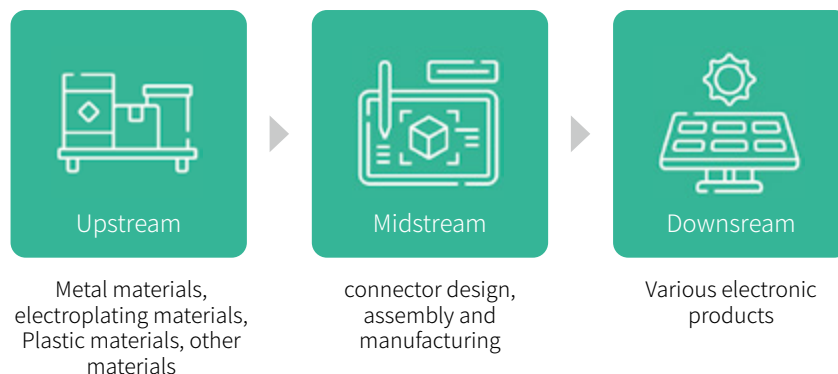 Upstream
Midstream
Downsream
Metal materials,
electroplating materials,
Plastic materials, other
materials
connector design,
assembly and
manufacturing
Various electronic
products